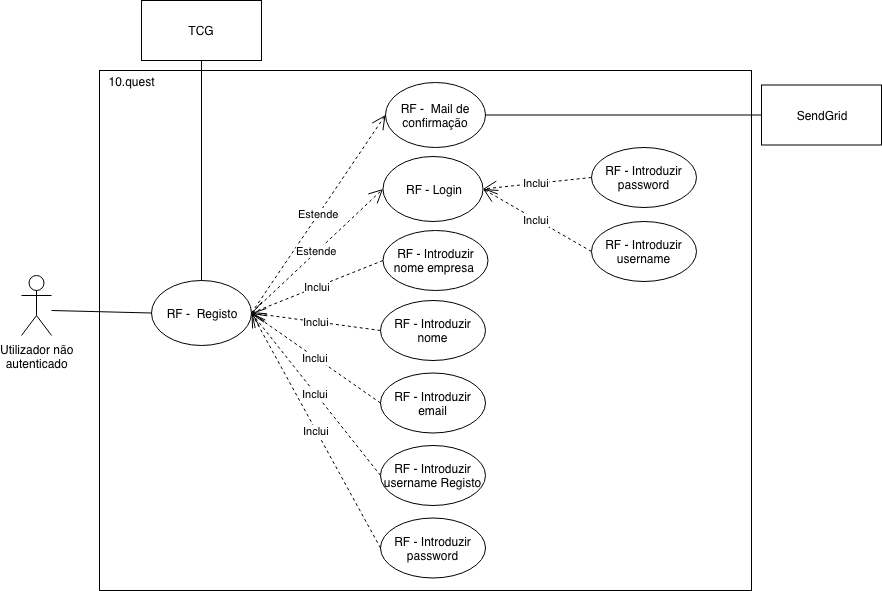 TCG
10.quest
RF -  Mail de
confirmação
SendGrid
Estende
RF - Login
Inclui
RF - Introduzir
password
Inclui
RF - Introduzir
username
Estende
RF - Introduzir
nome empresa
Inclui
RF -  Registo
Utilizador não
autenticado
Inclui
RF - Introduzir
nome
Inclui
RF - Introduzir
email
Inclui
RF - Introduzir
username Registo
Inclui
RF - Introduzir
password